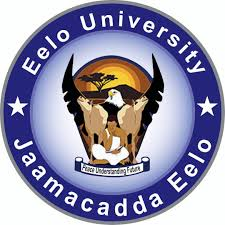 Eelo University
Peace Understanding Future
Jaamacadda Eelo